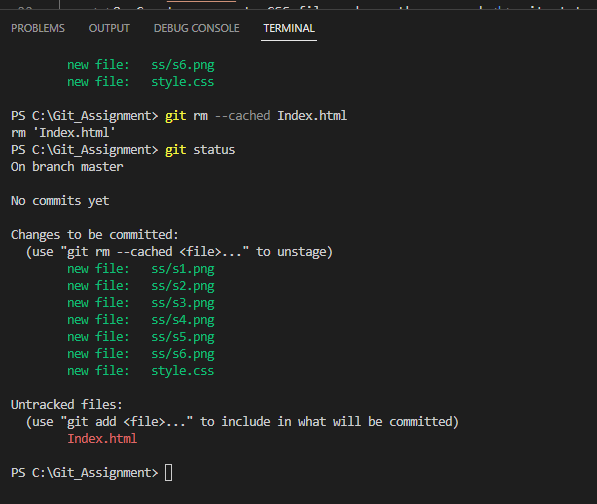 PROBLEMS OUTPUT DEBUG CONSOLE TERMINAL
new file: ss/s6.png
new file: style.css
PS C:\Git_Assignment> git rm --cached Index.html
rm 'Index.html'
PS C:\Git_Assignment> git status
On branch master
No commits yet
Changes to be committed:
(use "git rm --cached <file>..." to unstage)
new file: ss/s1.png
new file: ss/s2.png
new file: ss/s3.png
new file: ss/s4.png
new file: ss/s5.png
new file: ss/s6.png
new file: style.css
Untracked files:
(use "git add <file>..." to include in what will be committed)
Index.html
PS C:\Git_Assignment>